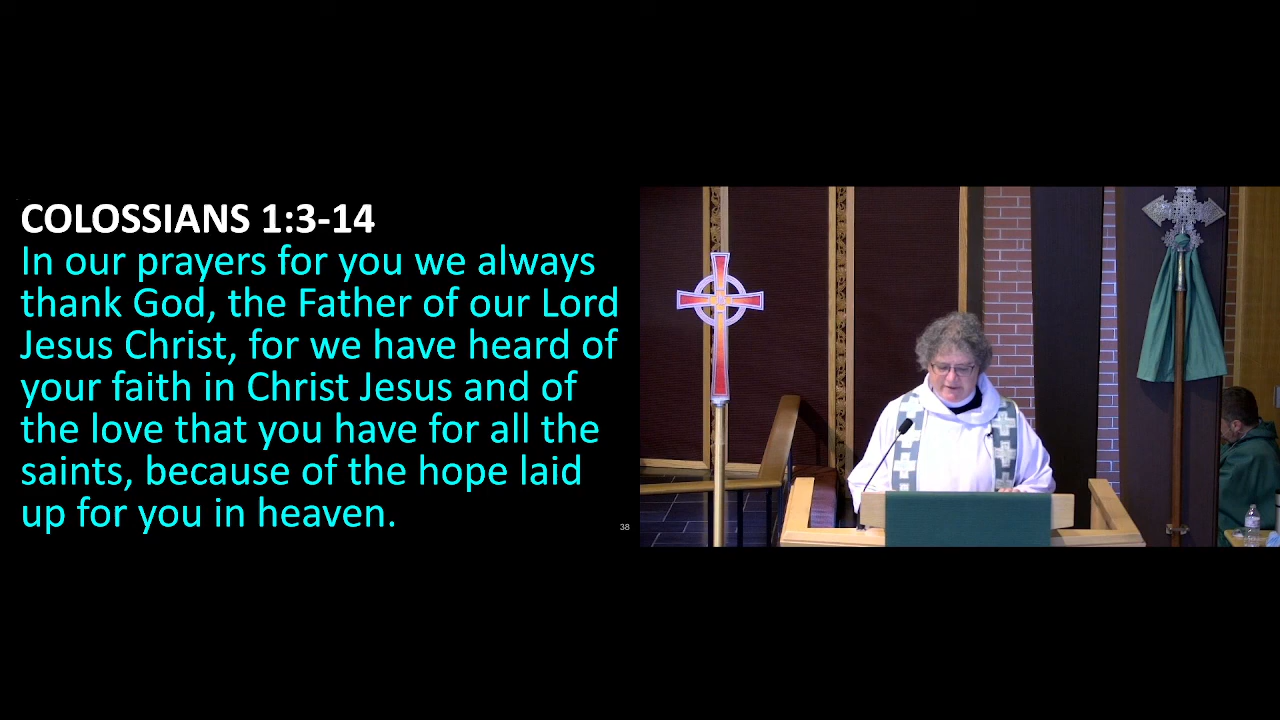 COLOSSIANS 1:3-14
In our prayers for you we always
thank God, the Father of our Lord
Jesus Christ, for we have heard of
your faith in Christ Jesus and of
the love that you have for all the
saints, because of the hope laid
up for you in heaven.
38